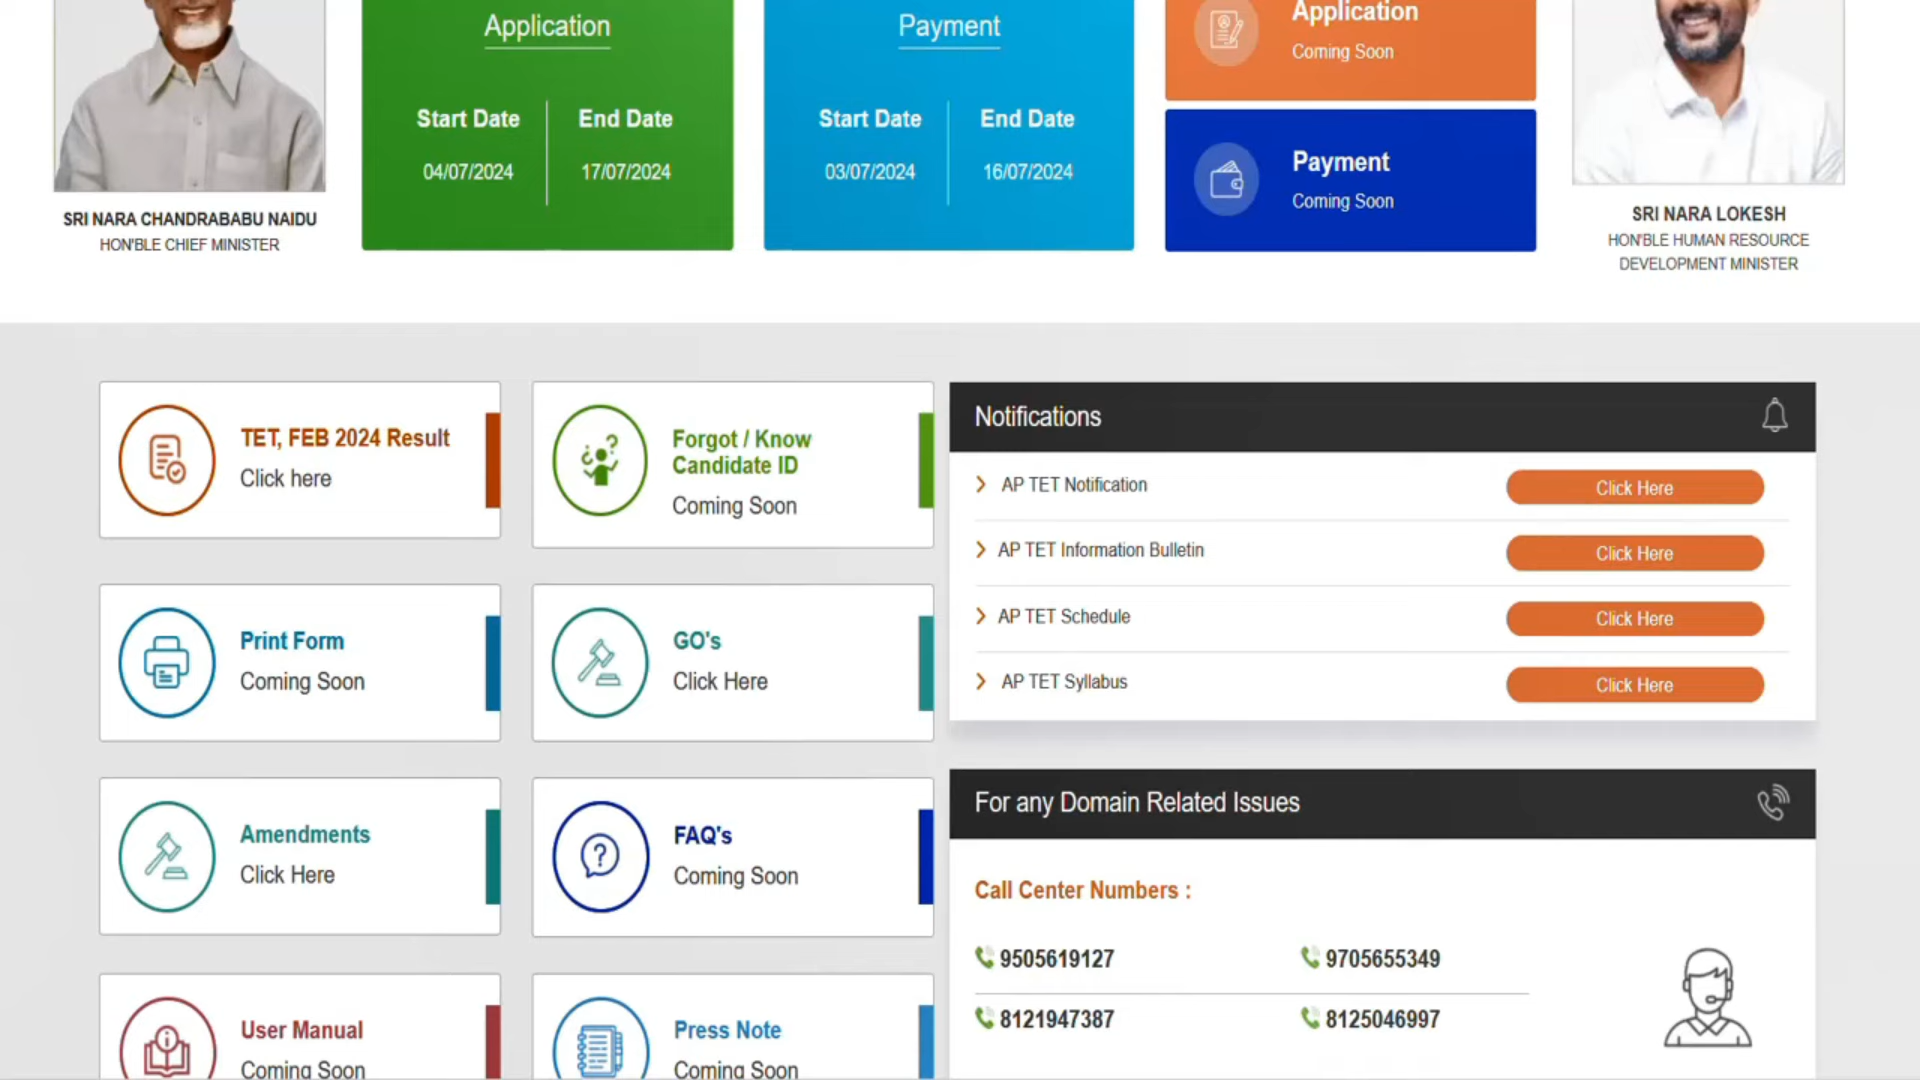 Application
Start Date
End Date
04/07/2024
17/07/2024
Payment
Start Date
End Date
03/07/2024
16/07/2024
Application
Coming Soon
Payment
Coming Soon
SRI NARA CHANDRABABU NAIDU
HON'BLE CHIEF MINISTER
SRI NARA LOKESH
HON'BLE HUMAN RESOURCE
DEVELOPMENT MINISTER
TET, FEB 2024 Result
Click here
Forgot / Know
Candidate ID
Coming Soon
Print Form
Coming Soon
GO's
Click Here
Amendments
Click Here
FAQ's
Coming Soon
User Manual
Coming Soon
Press Note
Coming Soon
Notifications
AP TET Notification
Click Here
AP TET Information Bulletin
Click Here
AP TET Schedule
Click Here
AP TET Syllabus
Click Here
For any Domain Related Issues
Call Center Numbers :
9505619127
9705655349
8121947387
8125046997